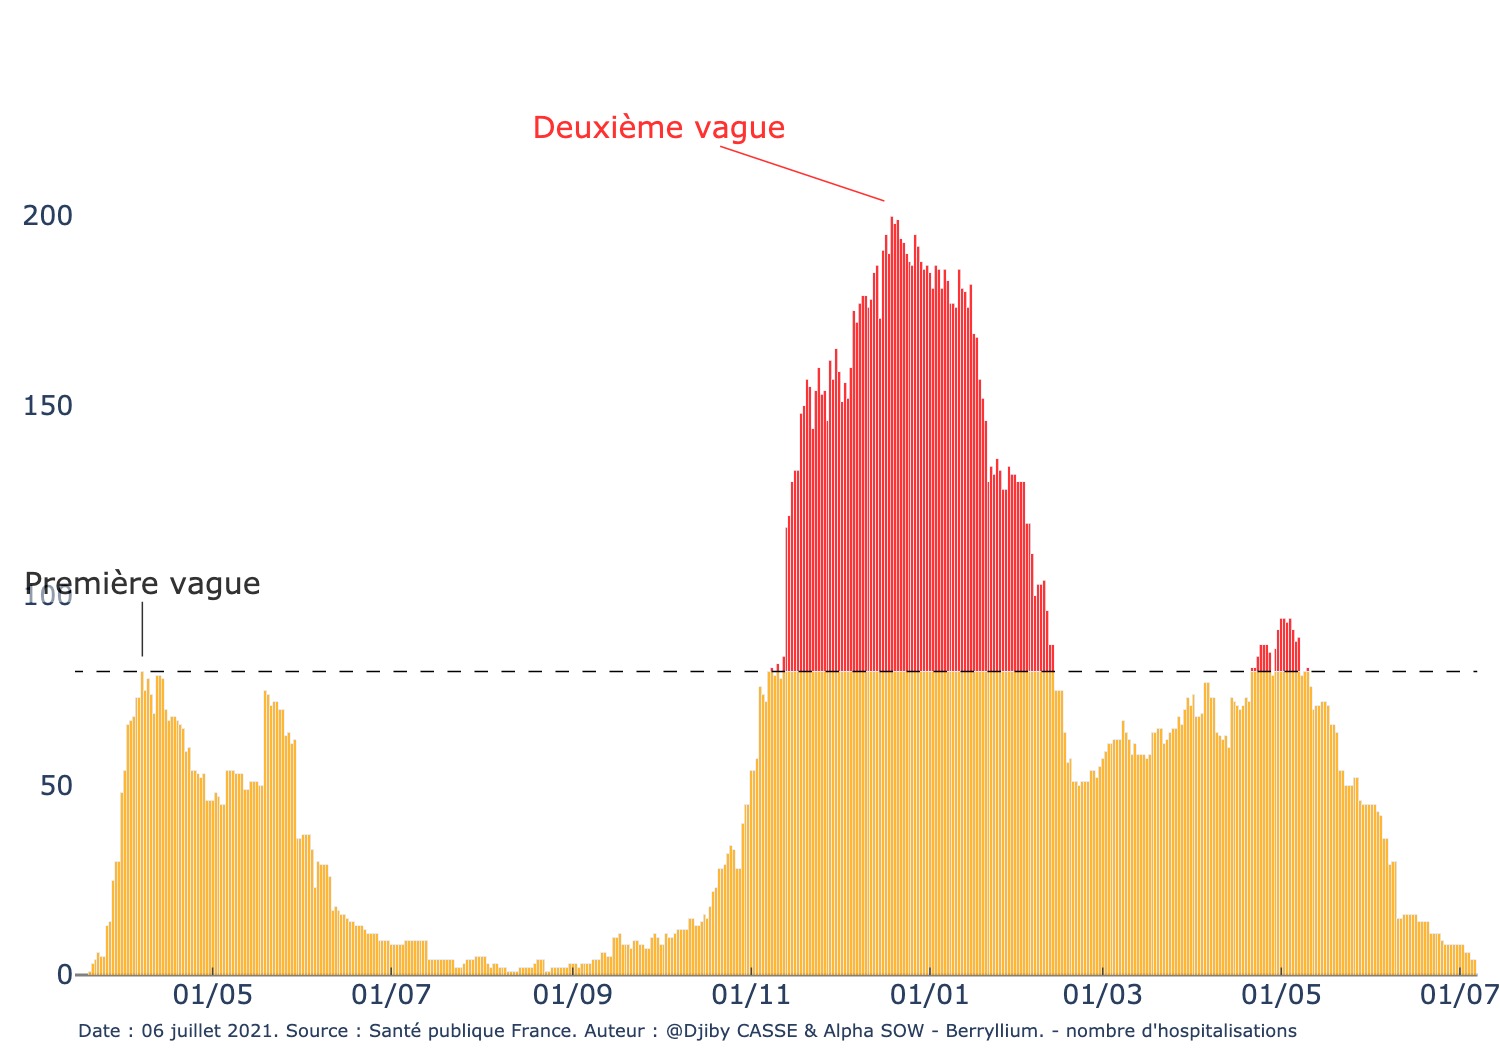 Deuxième vague
200
150
Première vague
100
50
0
01/05 01/07 01/09 01/11 01/01 01/03 01/05 01/07
Date : 06 juillet 2021. Source : Santé publique France. Auteur : @Djiby CASSE & Alpha SOW - Berryllium. - nombre d'hospitalisations